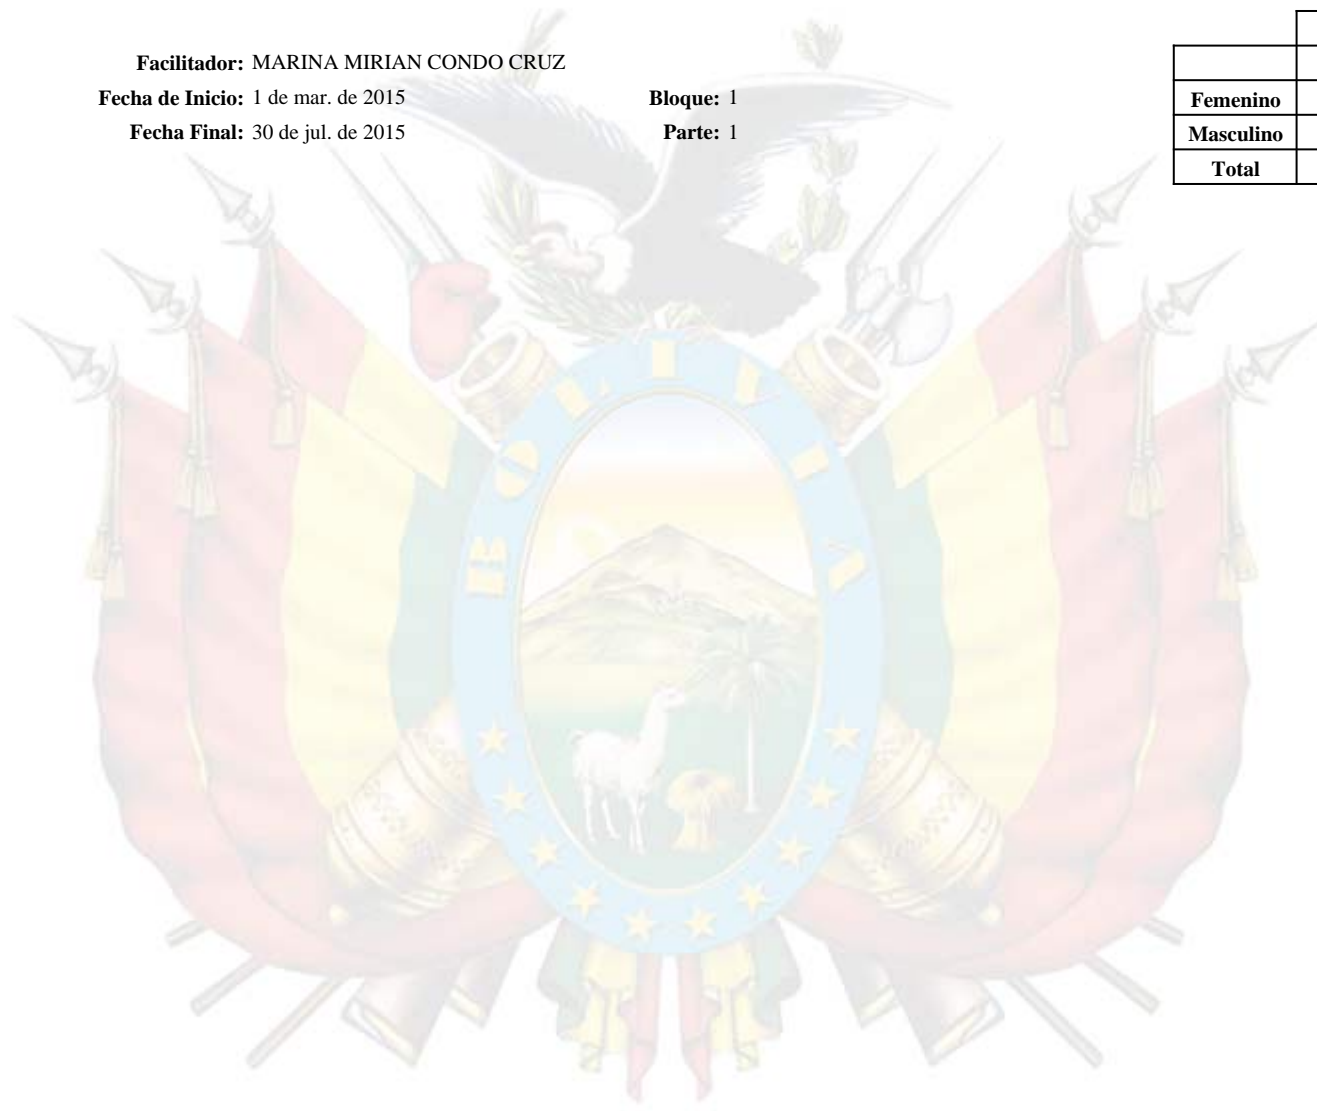 Facilitador: MARINA MIRIAN CONDO CRUZ
Fecha de Inicio: 1 de mar. de 2015 Bloque: 1
Fecha Final: 30 de jul. de 2015 Parte: 1
Femenino
Masculino
Total
BOLIVIA